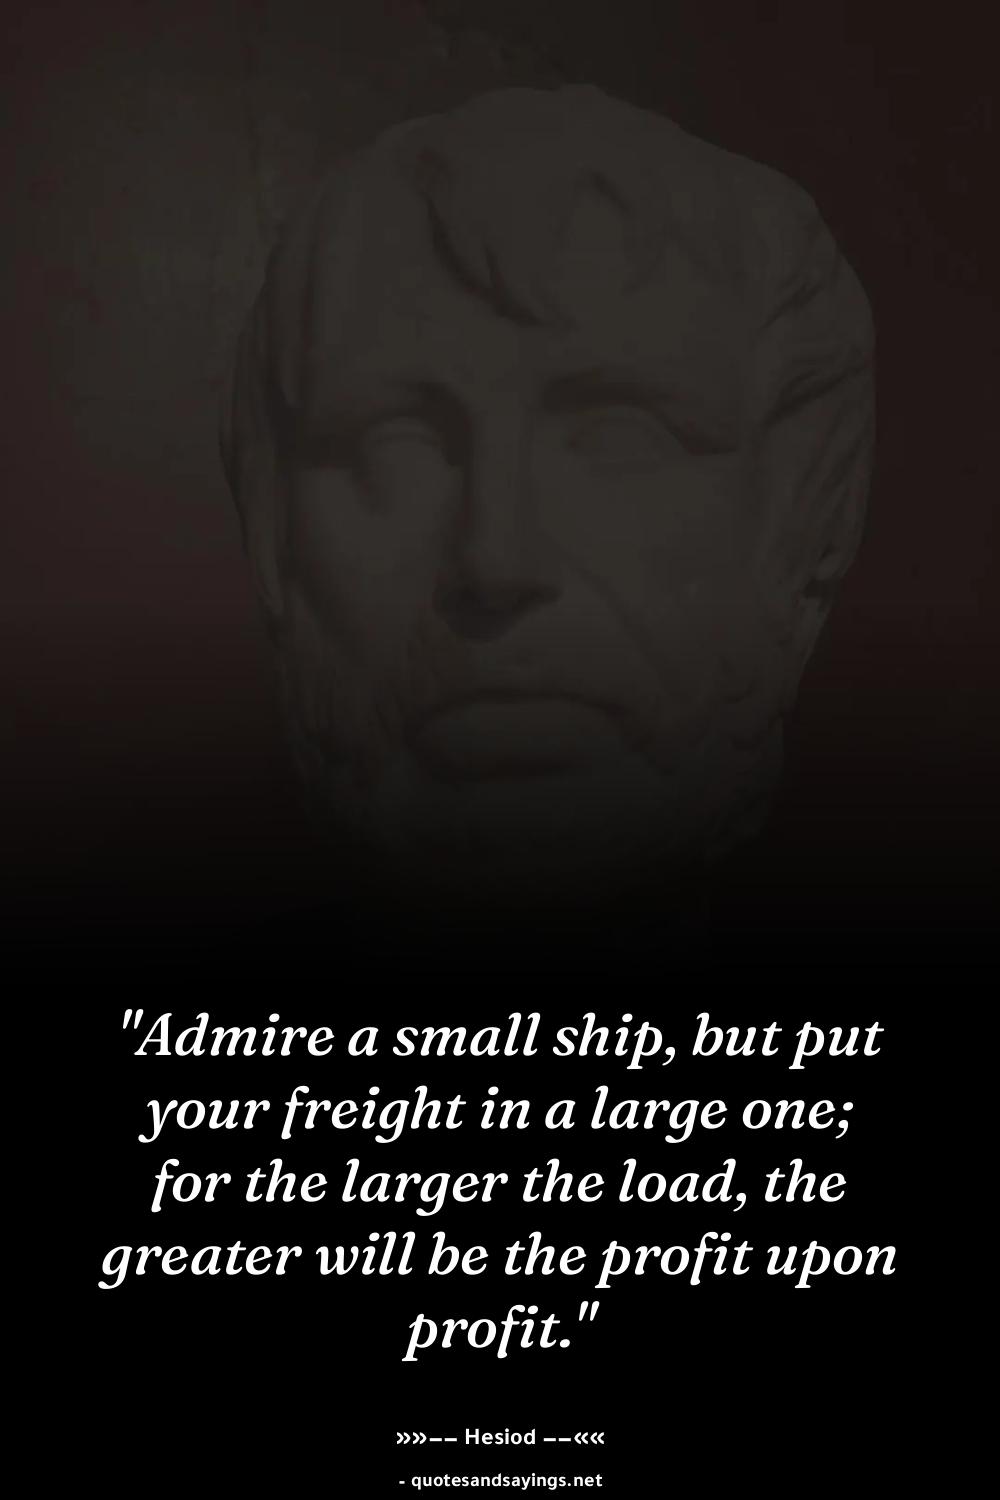 "Admire a small ship, but put
your freight in a large one;
for the larger the load, the
greater will be the profit upon
profit."
»»―― Hesiod ――««
- quotesandsayings.net